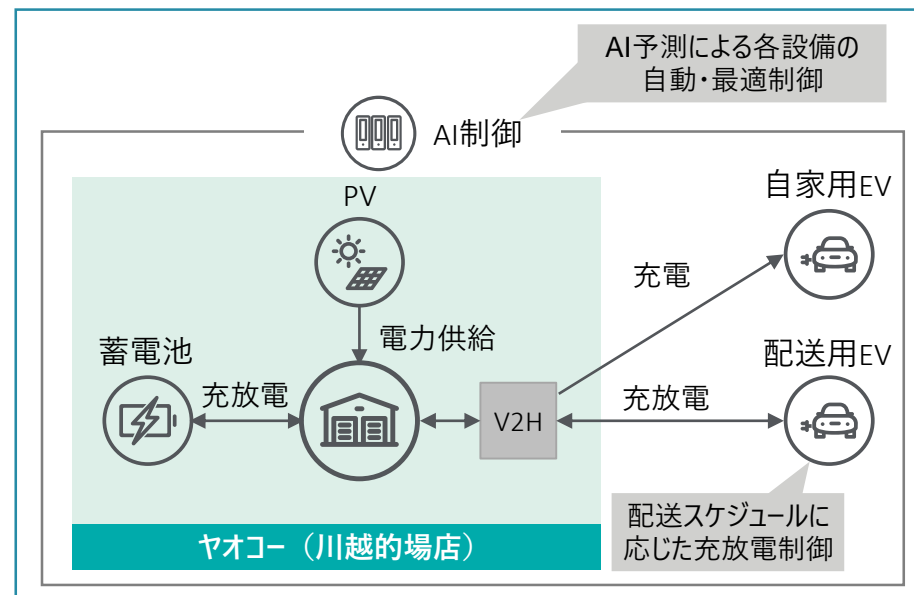 AI予測による各設備の
自動・最適制御
AI制御
PV
自家用EV
充電
電力供給
蓄電池
配送用EV
充放電
V2H
充放電
配送スケジュールに
応じた充放電制御
ヤオコー（川越的場店）